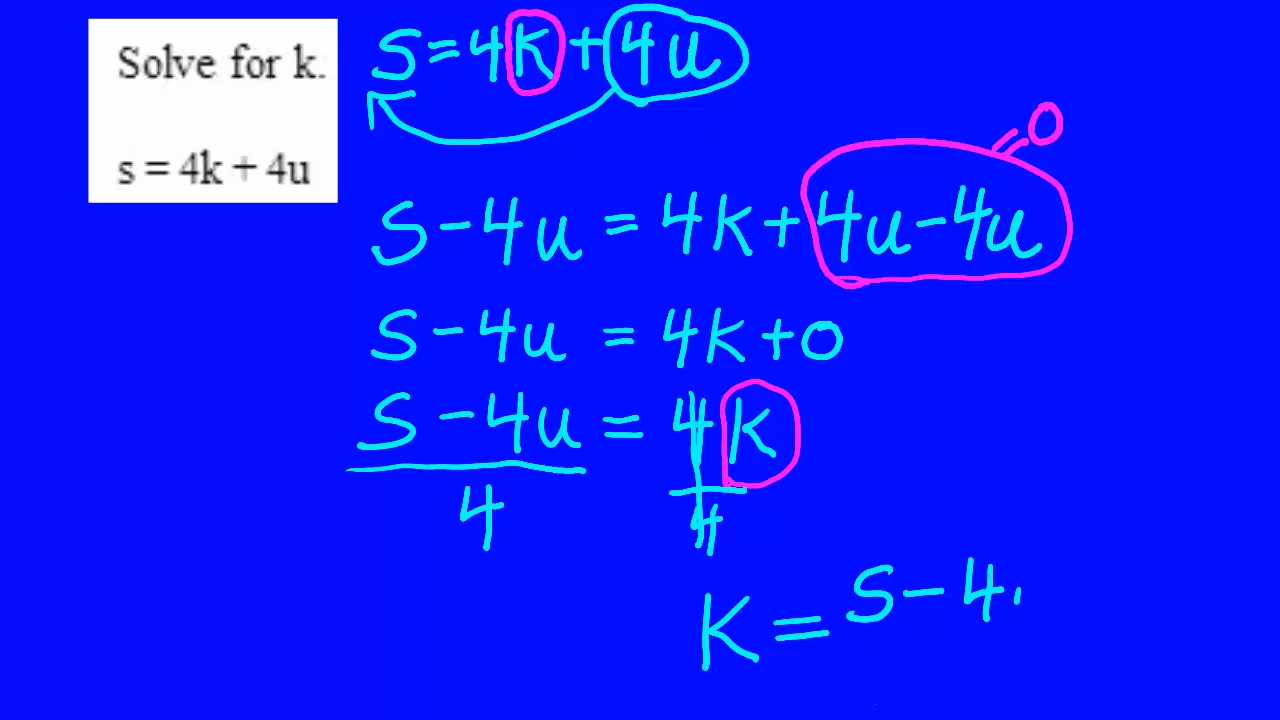 Solve for k.
s = 4k + 4u
S = 4K + 4u
= 0
S - 4u = 4K + 4u - 4u
S - 4u = 4K + 0
S - 4u = 4K
4 4
K = S - 4